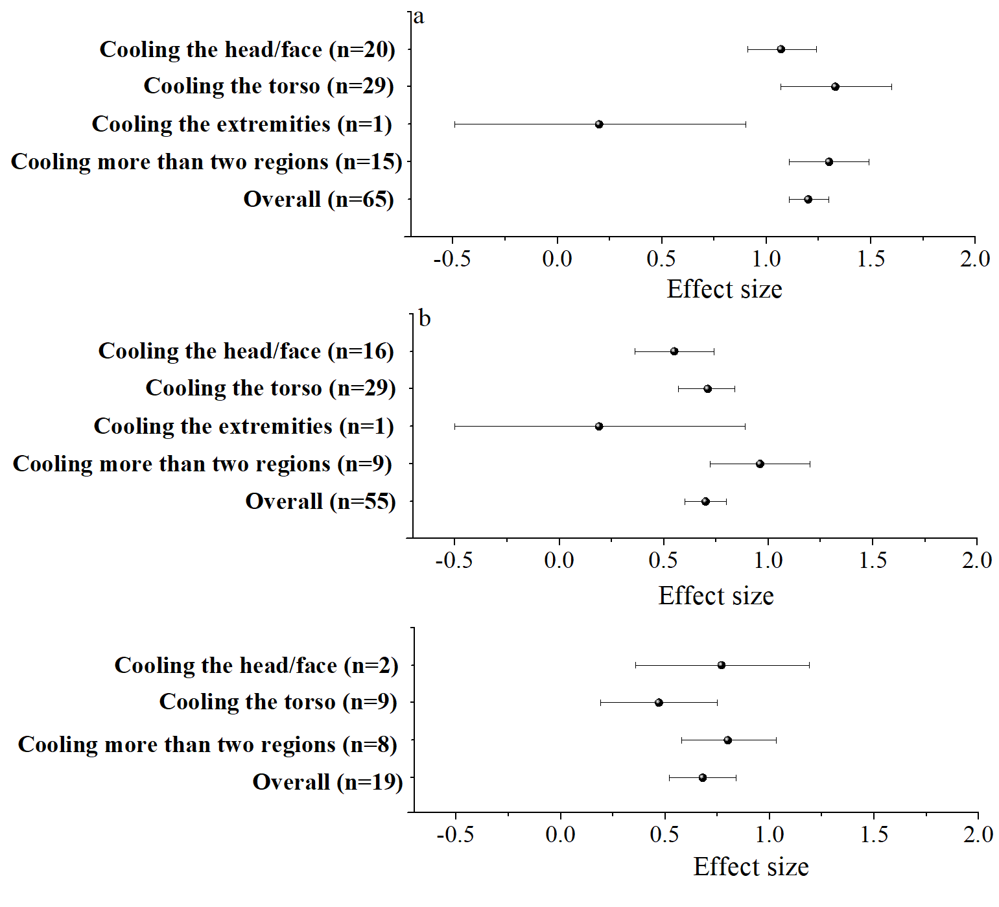 a
Cooling the head/face (n=20)
Cooling the torso (n=29)
Cooling the extremities (n=1)
Cooling more than two regions (n=15)
Overall (n=65)
-0.5 0.0 0.5 1.0 1.5 2.0
Effect size
b
Cooling the head/face (n=16)
Cooling the torso (n=29)
Cooling the extremities (n=1)
Cooling more than two regions (n=9)
Overall (n=55)
-0.5 0.0 0.5 1.0 1.5 2.0
Effect size
Cooling the head/face (n=2)
Cooling the torso (n=9)
Cooling more than two regions (n=8)
Overall (n=19)
-0.5 0.0 0.5 1.0 1.5 2.0
Effect size